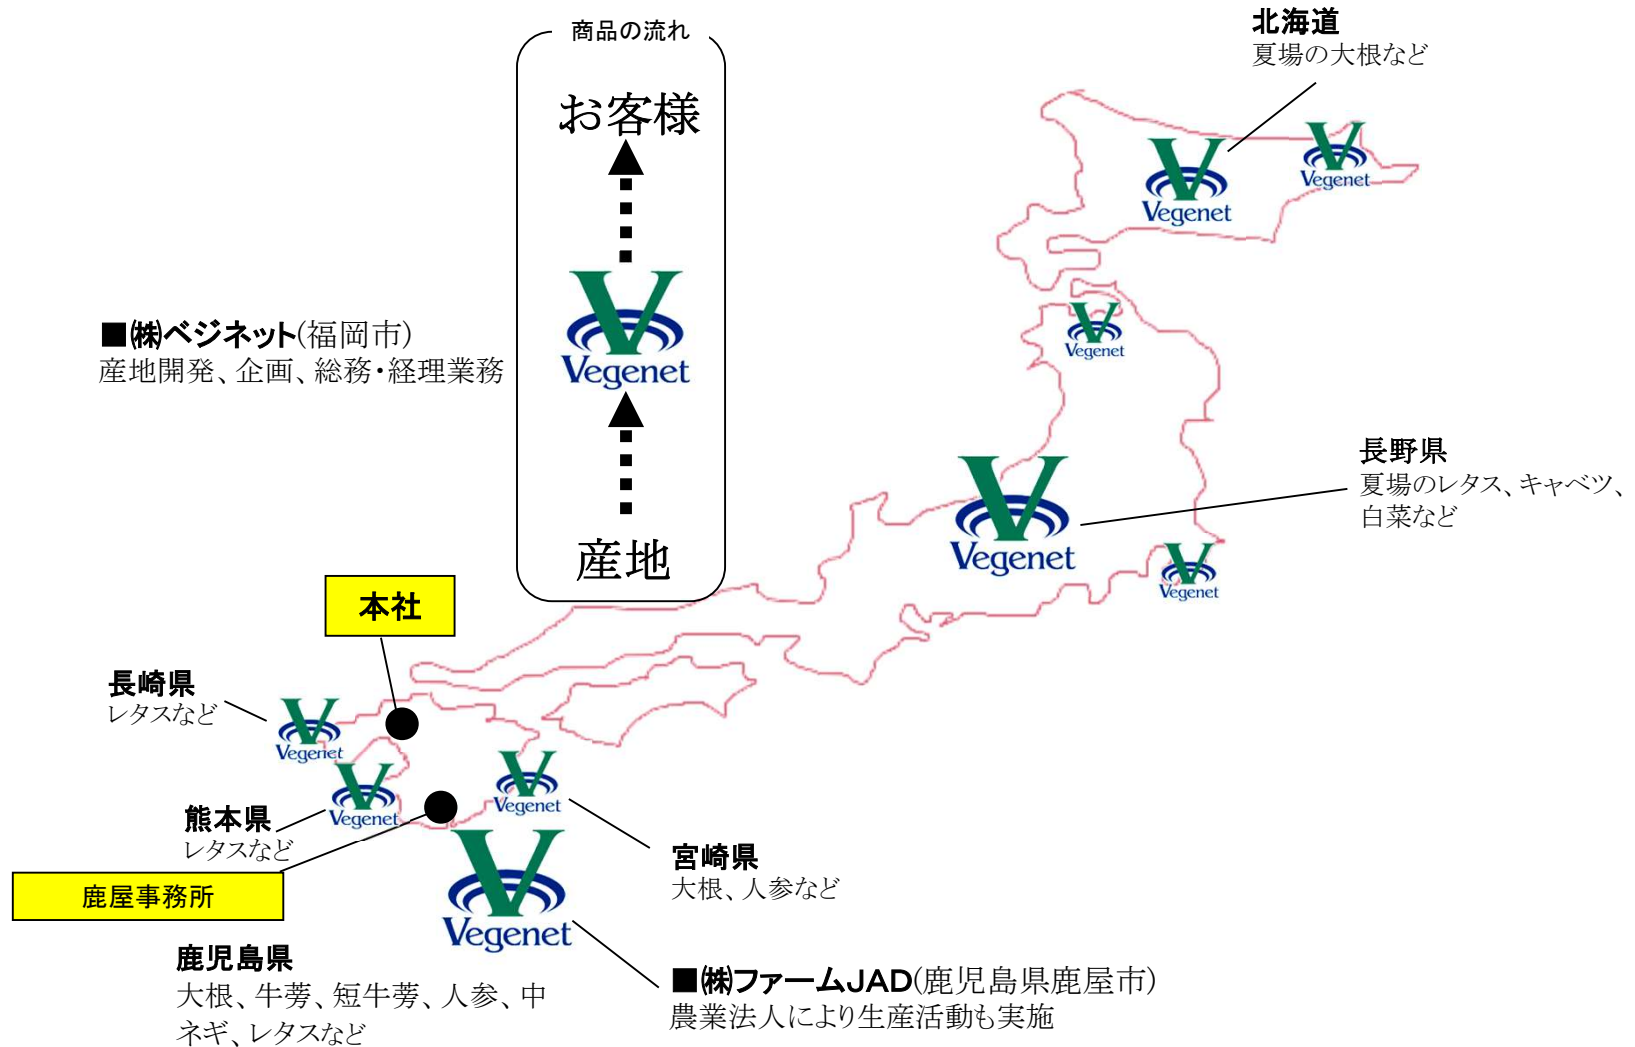 商品の流れ
お客様
Vegenet
産地
■㈱ベジネット(福岡市)
産地開発、企画、総務・経理業務
北海道
夏場の大根など
Vegenet
Vegenet
Vegenet
長野県
夏場のレタス、キャベツ、
白菜など
Vegenet
Vegenet
本社
長崎県
レタスなど
Vegenet
熊本県
レタスなど
Vegenet
Vegenet
宮崎県
大根、人参など
鹿屋事務所
Vegenet
鹿児島県
大根、牛蒡、短牛蒡、人参、中
ネギ、レタスなど
■㈱ファームJAD(鹿児島県鹿屋市)
農業法人により生産活動も実施